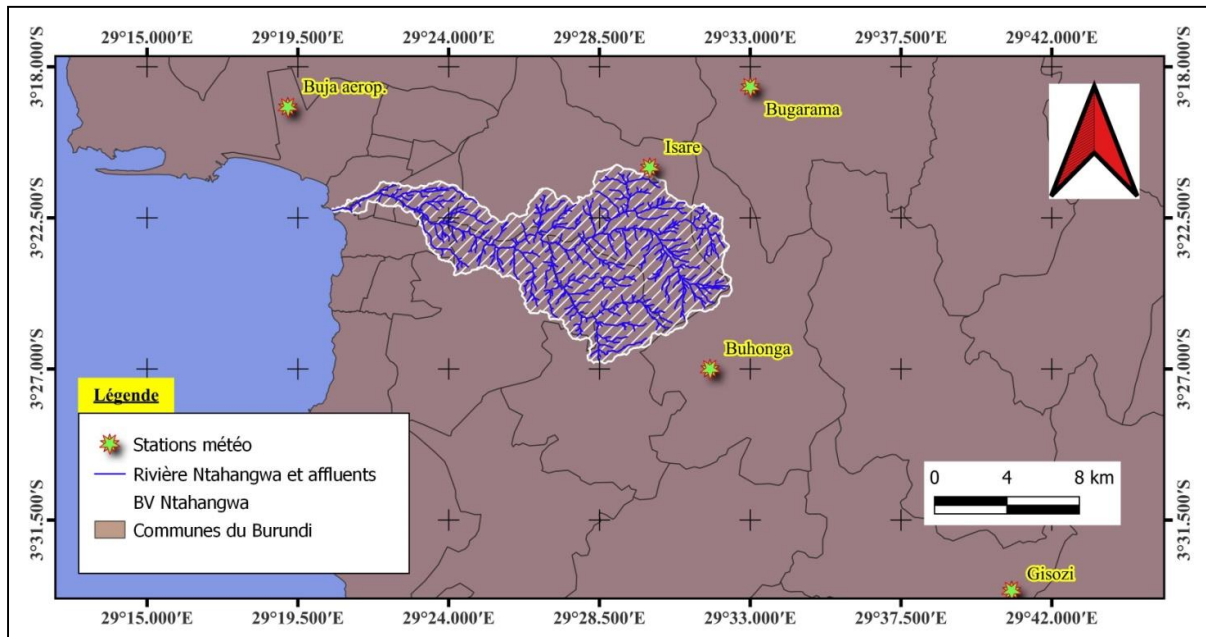 29°15.000'E 29°19.500'E 29°24.000'E 29°28.500'E 29°33.000'E 29°37.500'E 29°42.000'E
3°18.000'S
3°18.000'S
Buja aerop.
Bugarama
Isare
3°22.500'S
3°22.500'S
Buhonga
3°27.000'S
3°27.000'S
Légende
Stations météo
Rivière Ntahangwa et affluents
BV Ntahangwa
Communes du Burundi
0 4 8 km
3°31.500'S
3°31.500'S
Gisozi
29°15.000'E 29°19.500'E 29°24.000'E 29°28.500'E 29°33.000'E 29°37.500'E 29°42.000'E